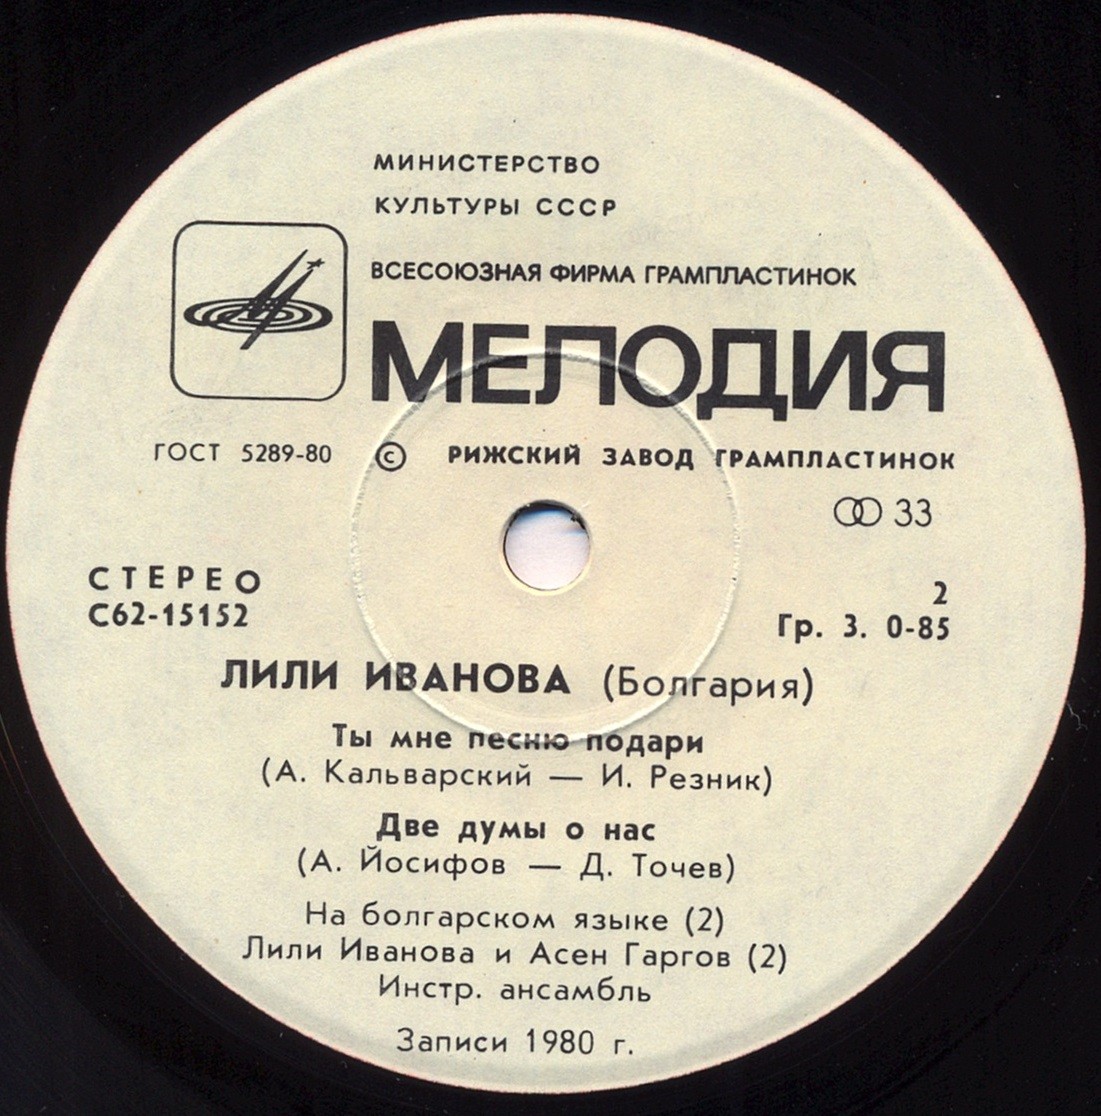 МИНИСТЕРСТВО
КУЛЬТУРЫ СССР
ВСЕСОЮЗНАЯ ФИРМА ГРАМПЛАСТИНОК
МЕЛОДИЯ
ГОСТ 5289-80 © РИЖСКИЙ ЗАВОД ГРАМПЛАСТИНОК
33
СТЕРЕО 2
С62-15152 Гр. 3. 0-85
ЛИЛИ ИВАНОВА (Болгария)
Ты мне песню подари
(А. Кальварский — И. Резник)
Две думы о нас
(А. Йосифов — Д. Точев)
На болгарском языке (2)
Лили Иванова и Асен Гаргов (2)
Инстр. ансамбль
Записи 1980 г.